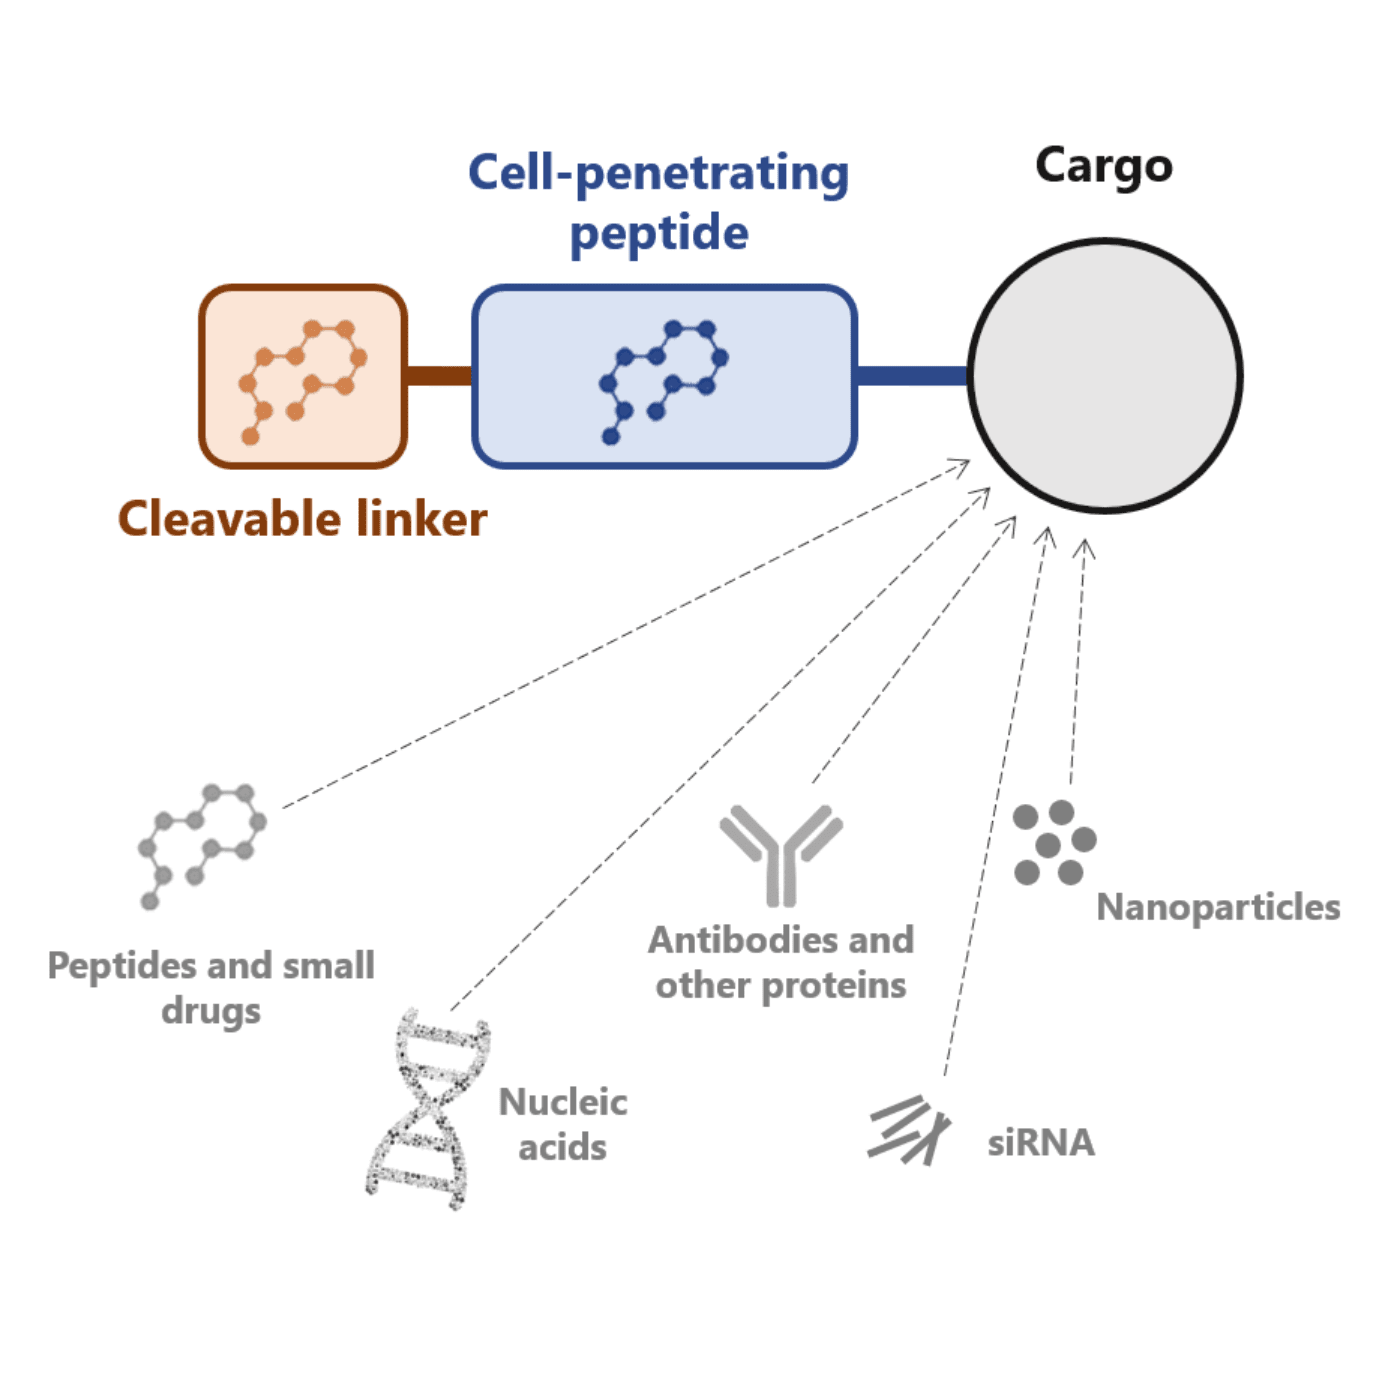 Cell-penetrating
peptide
Cargo
Cleavable linker
Peptides and small
drugs
Nucleic
acids
Antibodies and
other proteins
siRNA
Nanoparticles